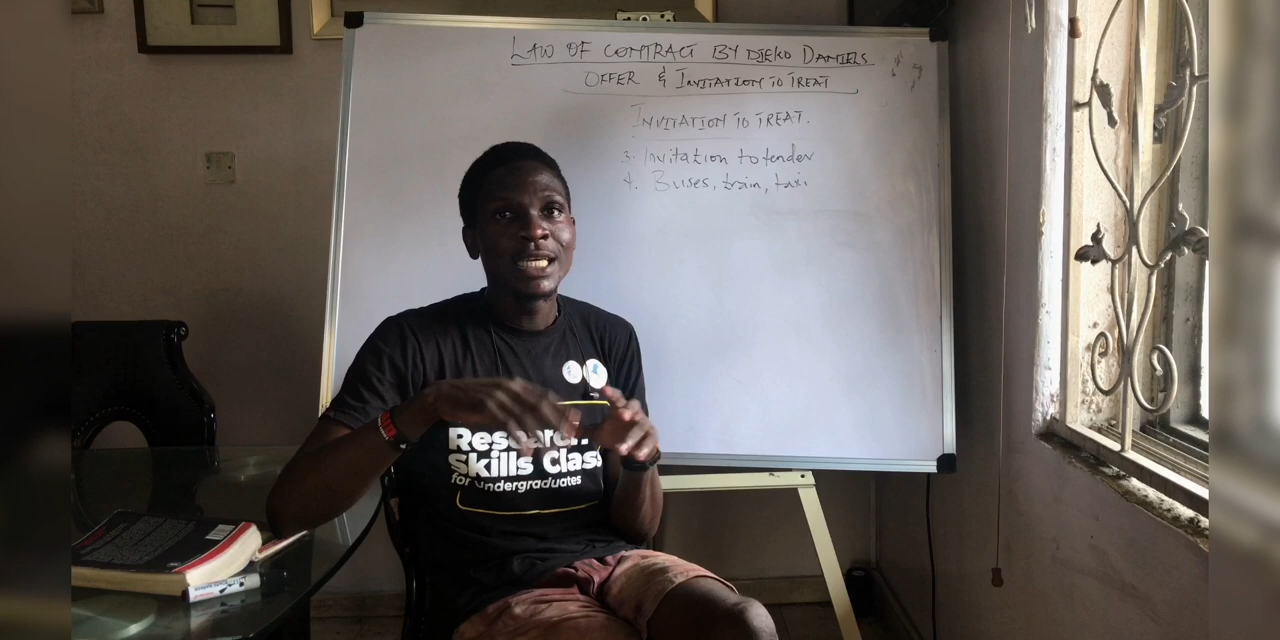 LAW OF CONTRACT BY DIEKO DANIELS
OFFER & INVITATION TO TREAT
INVITATION TO TREAT.
3. Invitation to tender
4. Buses, train, taxi
Research
Skills Class
for undergraduates